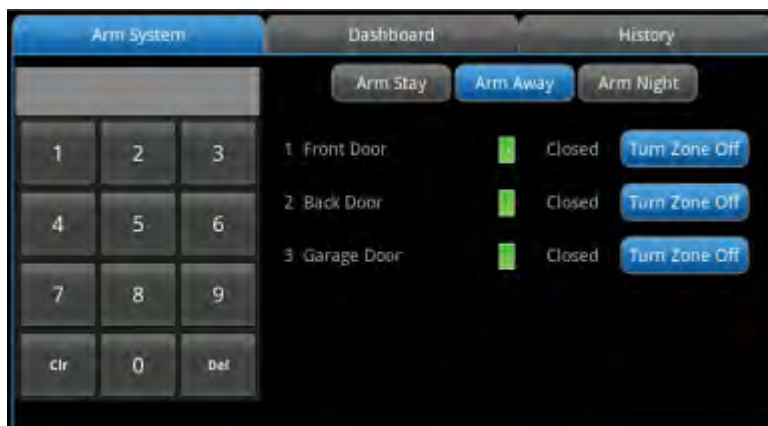 Arm System Dashboard History
Arm Stay Arm Away Arm Night
1 2 3
1 Front Door Closed Turn Zone Off
4 5 6
2 Back Door Closed Turn Zone Off
3 Garage Door Closed Turn Zone Off
7 8 9
Clr 0 Del